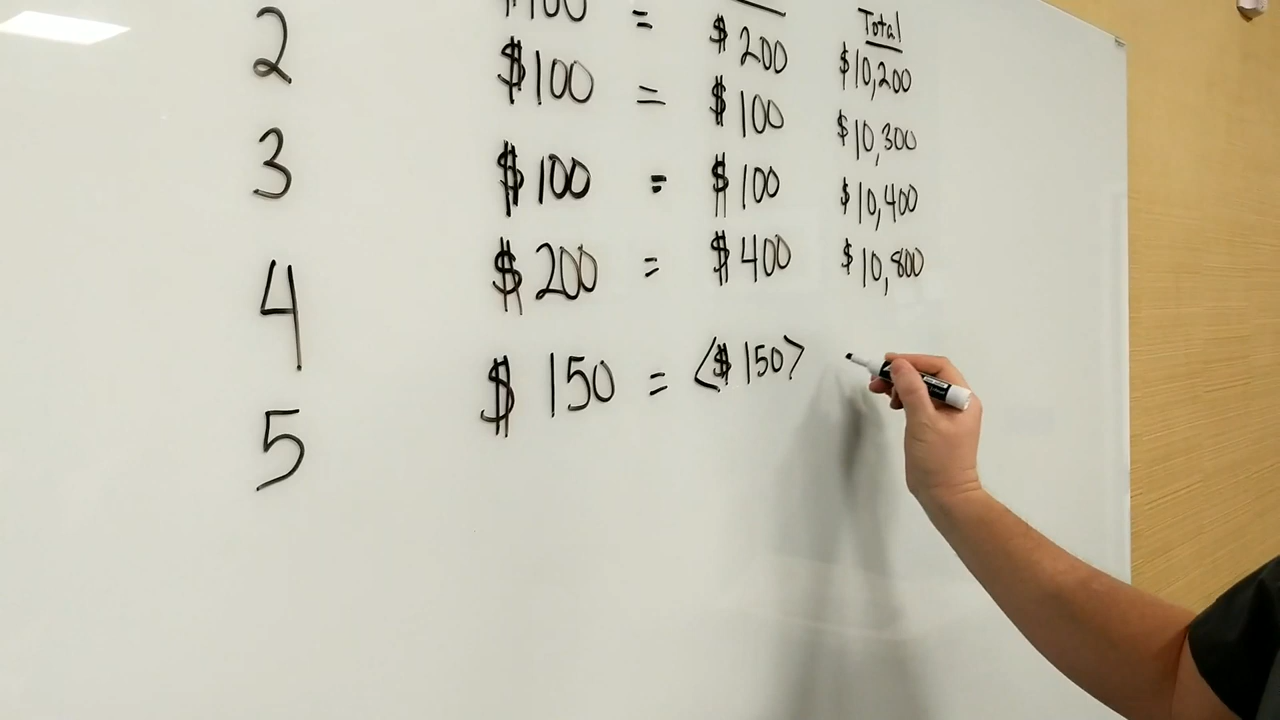 Total
$100 = $200 $10,200
2 $100 = $100 $10,300
3 $100 = $100 $10,400
4 $200 = $400 $10,800
5 $150 = <$150>